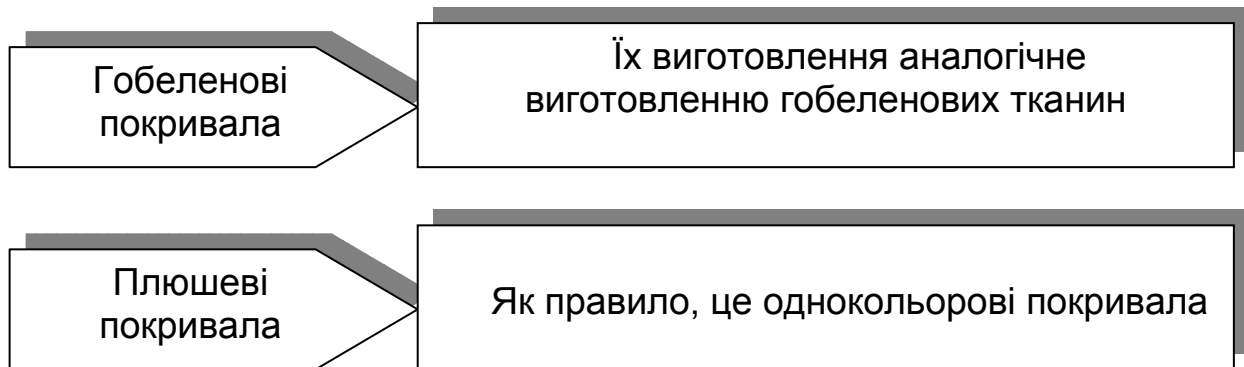 Гобеленові
покривала
Їх виготовлення аналогічне
виготовленню гобеленових тканин
Плюшеві
покривала
Як правило, це однокольорові покривала